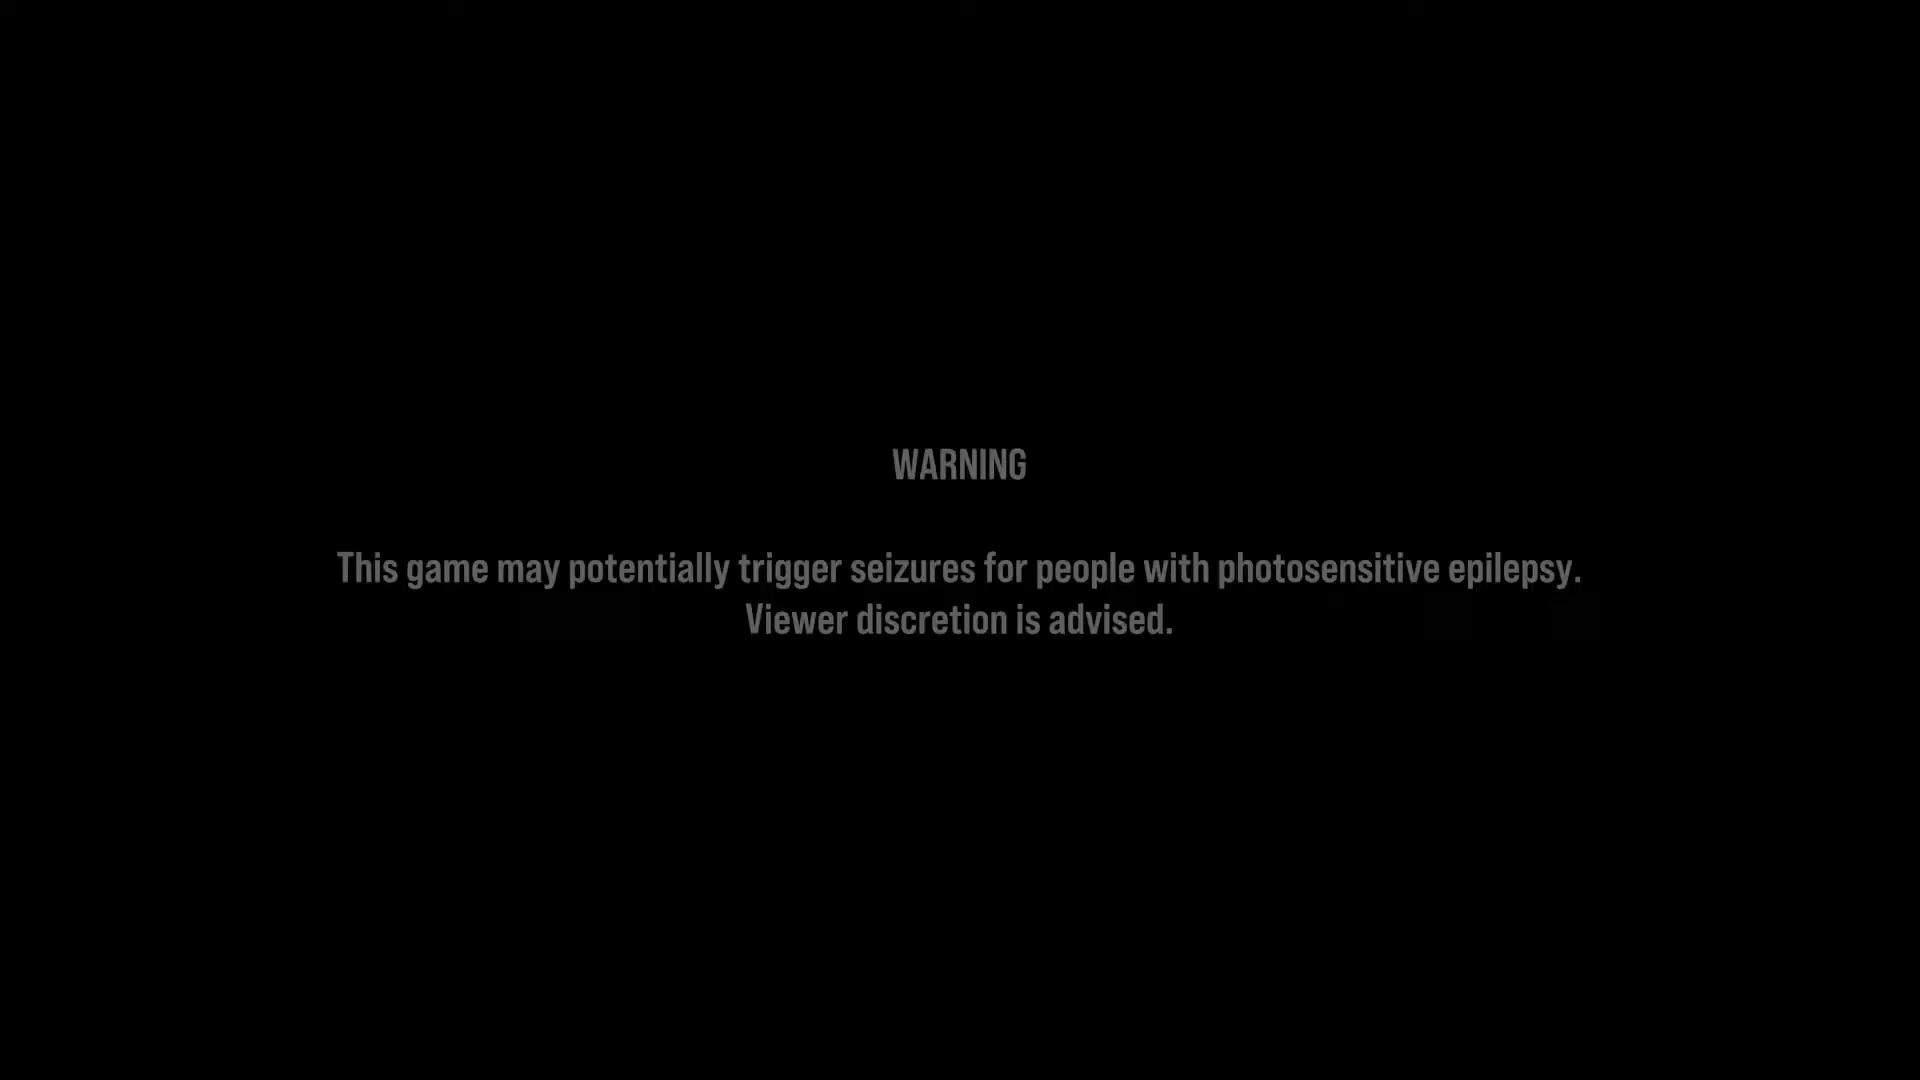 WARNING
This game may potentially trigger seizures for people with photosensitive epilepsy.
Viewer discretion is advised.